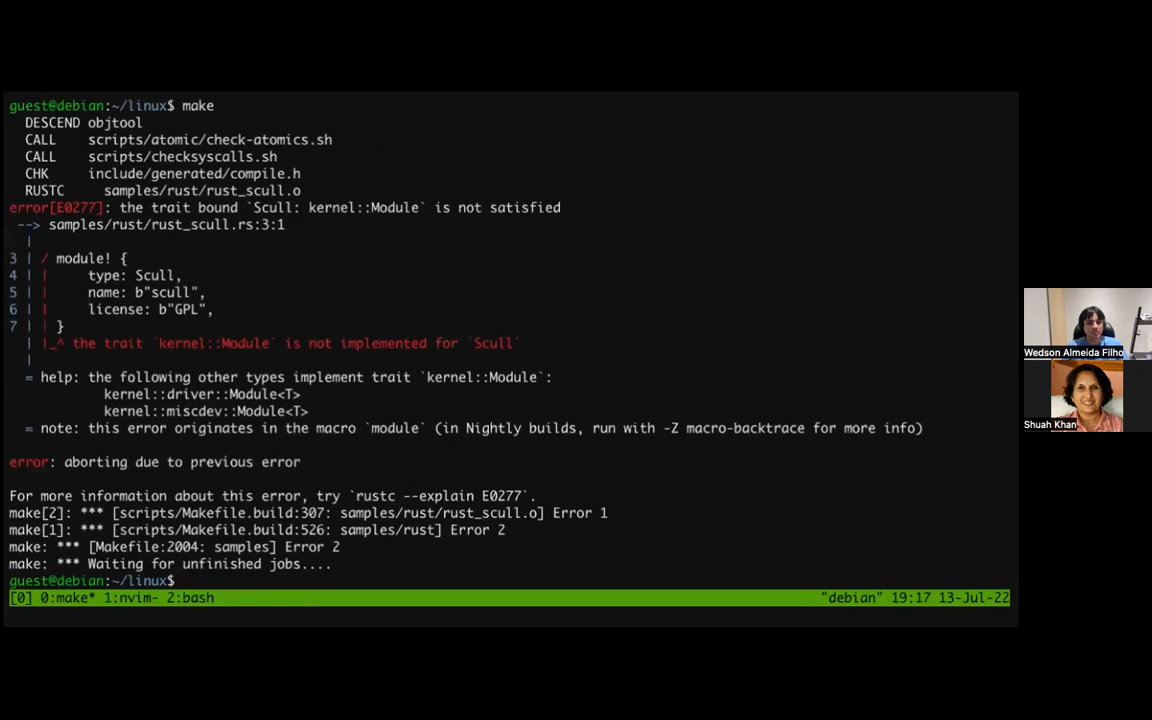 guest@debian:~/linux$ make
DESCEND objtool
CALL scripts/atomic/check-atomics.sh
CALL scripts/checksyscalls.sh
CHK include/generated/compile.h
RUSTC samples/rust/rust_scull.o
error[E0277]: the trait bound `Scull: kernel::Module` is not satisfied
--> samples/rust/rust_scull.rs:3:1
|
3 | / module! {
4 | | type: Scull,
5 | | name: b"scull",
6 | | license: b"GPL",
7 | | }
| |_^ the trait `kernel::Module` is not implemented for `Scull`
|
= help: the following other types implement trait `kernel::Module`:
kernel::driver::Module<T>
kernel::miscdev::Module<T>
= note: this error originates in the macro `module` (in Nightly builds, run with -Z macro-backtrace for more info)
error: aborting due to previous error
For more information about this error, try `rustc --explain E0277`.
make[2]: *** [scripts/Makefile.build:307: samples/rust/rust_scull.o] Error 1
make[1]: *** [scripts/Makefile.build:526: samples/rust] Error 2
make: *** [Makefile:2004: samples] Error 2
make: *** Waiting for unfinished jobs....
guest@debian:~/linux$
[0] 0:make* 1:nvim- 2:bash "debian" 19:17 13-Jul-22
Wedson Almeida Filho
Shuah Khan